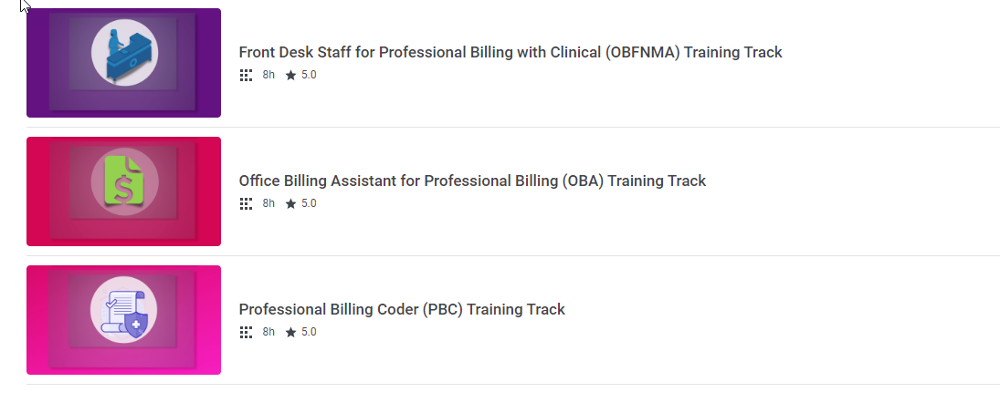 Front Desk Staff for Professional Billing with Clinical (OBFNMA) Training Track
8h 5.0
Office Billing Assistant for Professional Billing (OBA) Training Track
8h 5.0
Professional Billing Coder (PBC) Training Track
8h 5.0